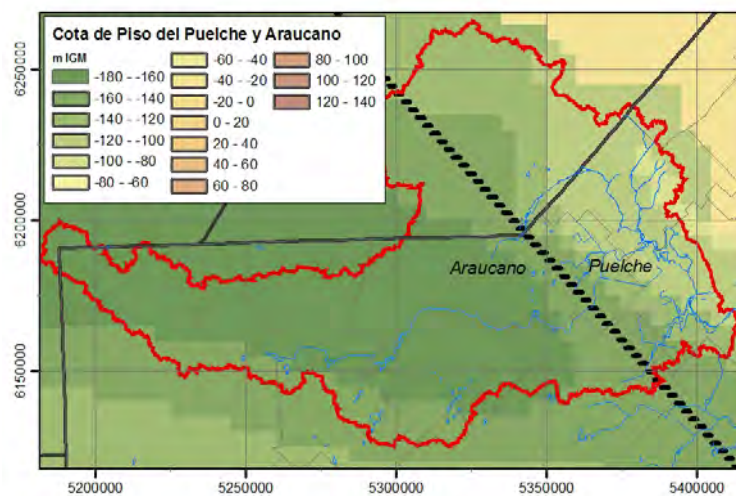 Cota de Piso del Puelche y Araucano
m IGM
-180 - -160
-160 - -140
-140 - -120
-120 - -100
-100 - -80
-80 - -60
-60 - -40
-40 - -20
-20 - 0
0 - 20
20 - 40
40 - 60
60 - 80
80 - 100
100 - 120
120 - 140
6250000
6200000
6150000
Araucano
Puelche
5200000
5250000
5300000
5350000
5400000